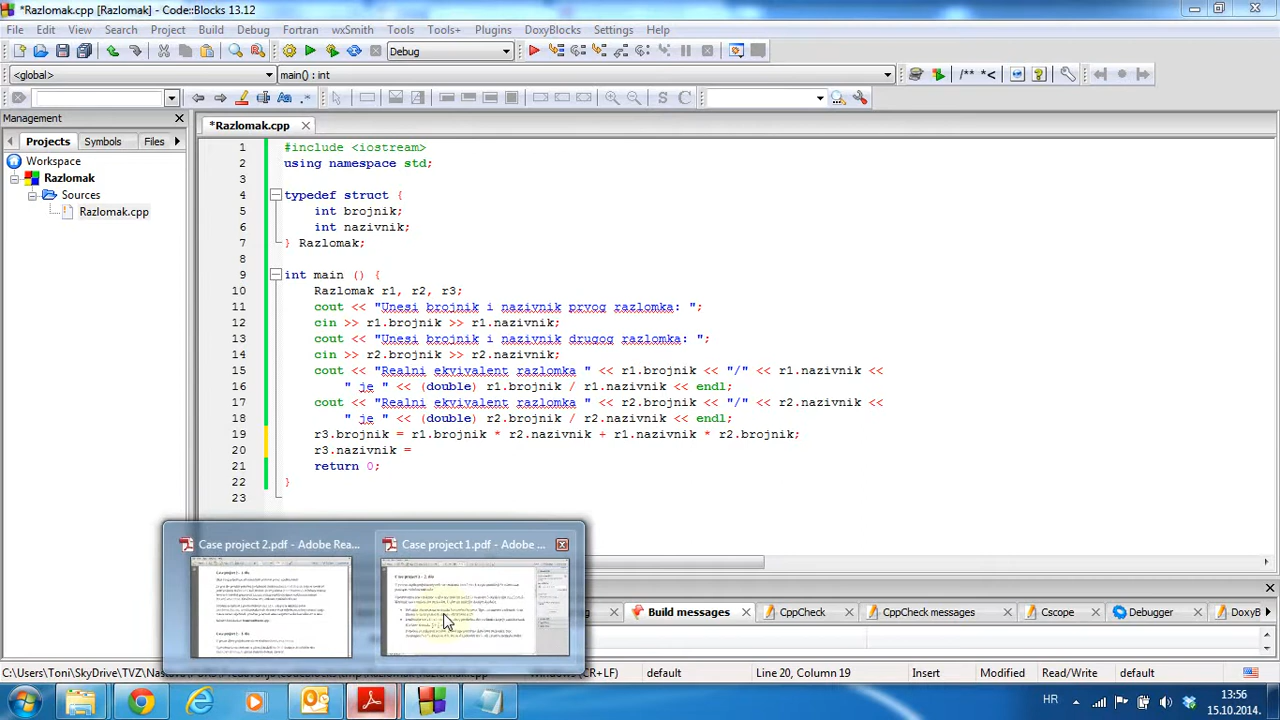 *Razlomak.cpp [Razlomak] - Code::Blocks 13.12
File Edit View Search Project Build Debug Fortran wxSmith Tools Tools+ Plugins DoxyBlocks Settings Help
Debug
<global> main() : int /** *<
Aa .* S C
Management
Projects Symbols Files
Workspace
Razlomak
Sources
Razlomak.cpp
*Razlomak.cpp
1 #include <iostream>
2 using namespace std;
3
4 typedef struct {
5 int brojnik;
6 int nazivnik;
7 } Razlomak;
8
9 int main () {
10 Razlomak r1, r2, r3;
11 cout << "Unesi brojnik i nazivnik prvog razlomka: ";
12 cin >> r1.brojnik >> r1.nazivnik;
13 cout << "Unesi brojnik i nazivnik drugog razlomka: ";
14 cin >> r2.brojnik >> r2.nazivnik;
15 cout << "Realni ekvivalent razlomka " << r1.brojnik << "/" << r1.nazivnik <<
16 " je " << (double) r1.brojnik / r1.nazivnik << endl;
17 cout << "Realni ekvivalent razlomka " << r2.brojnik << "/" << r2.nazivnik <<
18 " je " << (double) r2.brojnik / r2.nazivnik << endl;
19 r3.brojnik = r1.brojnik * r2.nazivnik + r1.nazivnik * r2.brojnik;
20 r3.nazivnik =
21 return 0;
22 }
23
Case project 2.pdf - Adobe Rea... Case project 1.pdf - Adobe ...
Build messages CppCheck CppCheck Cscope Debugger DoxyB
Line 20, Column 19 Insert Modified Read/Write default
default
HR 13:56
15.10.2014.